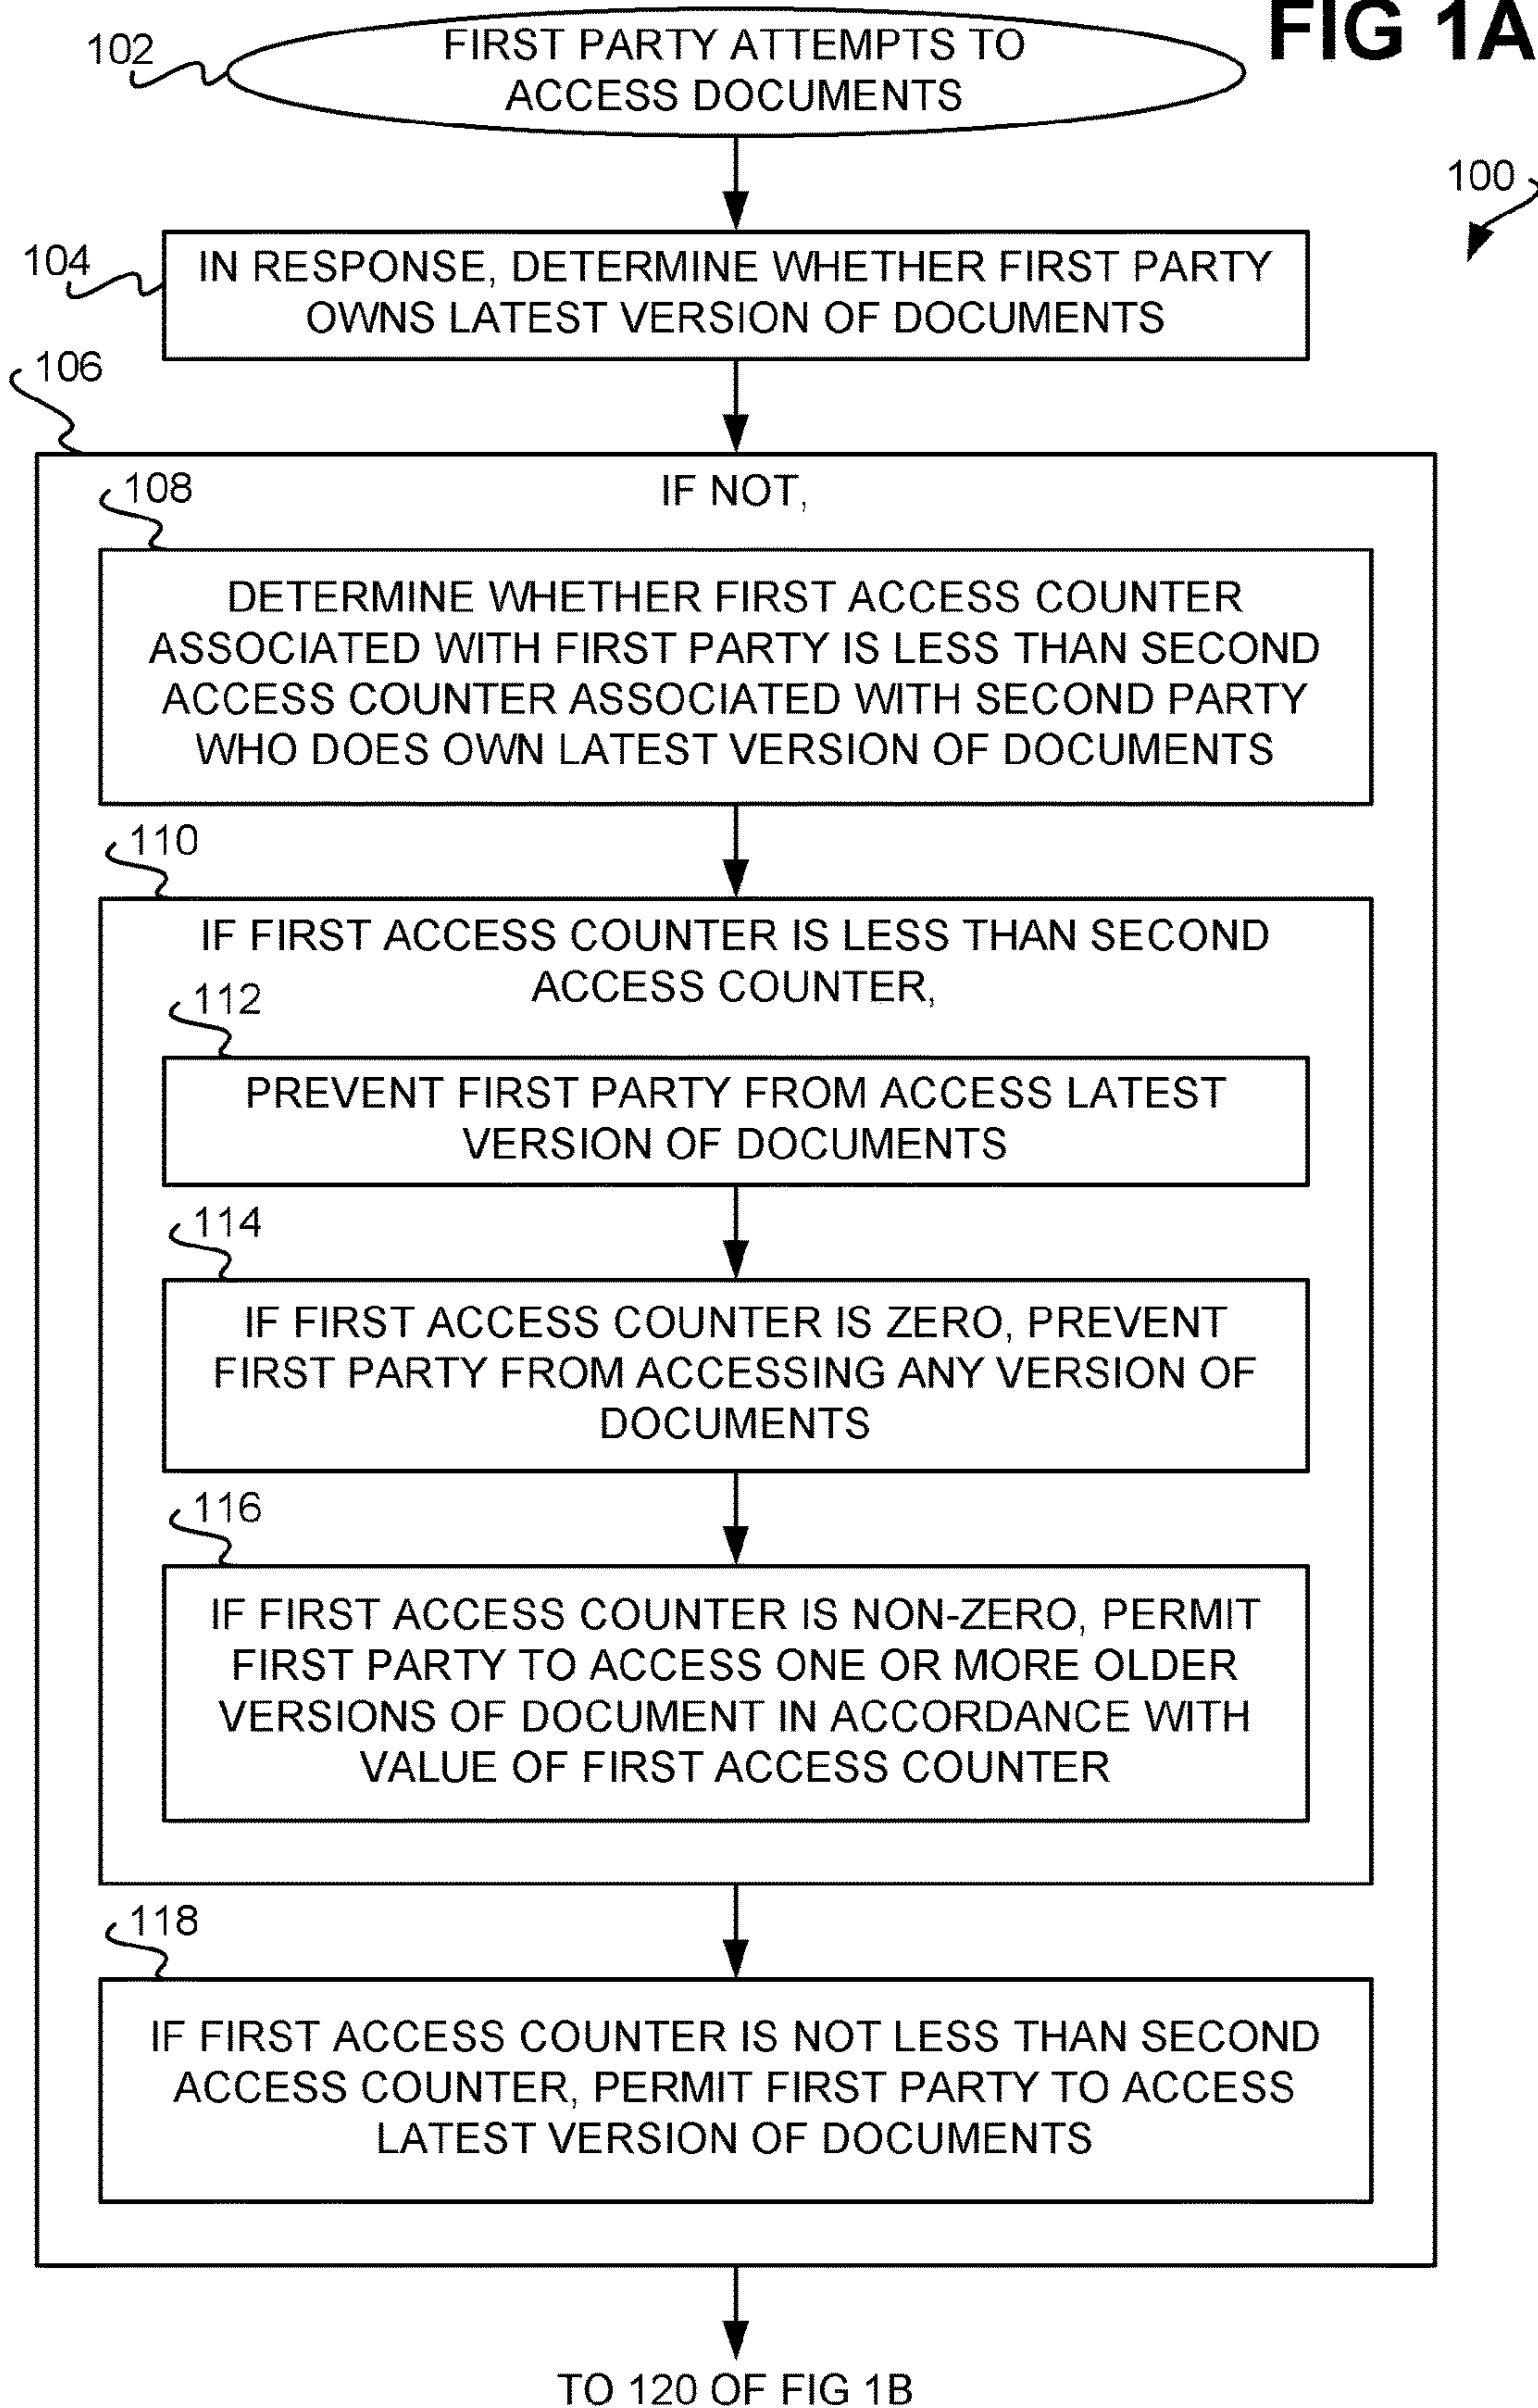 FIG 1A
102
FIRST PARTY ATTEMPTS TO
ACCESS DOCUMENTS
100
104
IN RESPONSE, DETERMINE WHETHER FIRST PARTY
OWNS LATEST VERSION OF DOCUMENTS
106
IF NOT,
108
DETERMINE WHETHER FIRST ACCESS COUNTER
ASSOCIATED WITH FIRST PARTY IS LESS THAN SECOND
ACCESS COUNTER ASSOCIATED WITH SECOND PARTY
WHO DOES OWN LATEST VERSION OF DOCUMENTS
110
IF FIRST ACCESS COUNTER IS LESS THAN SECOND
ACCESS COUNTER,
112
PREVENT FIRST PARTY FROM ACCESS LATEST
VERSION OF DOCUMENTS
114
IF FIRST ACCESS COUNTER IS ZERO, PREVENT
FIRST PARTY FROM ACCESSING ANY VERSION OF
DOCUMENTS
116
IF FIRST ACCESS COUNTER IS NON-ZERO, PERMIT
FIRST PARTY TO ACCESS ONE OR MORE OLDER
VERSIONS OF DOCUMENT IN ACCORDANCE WITH
VALUE OF FIRST ACCESS COUNTER
118
IF FIRST ACCESS COUNTER IS NOT LESS THAN SECOND
ACCESS COUNTER, PERMIT FIRST PARTY TO ACCESS
LATEST VERSION OF DOCUMENTS
TO 120 OF FIG 1B